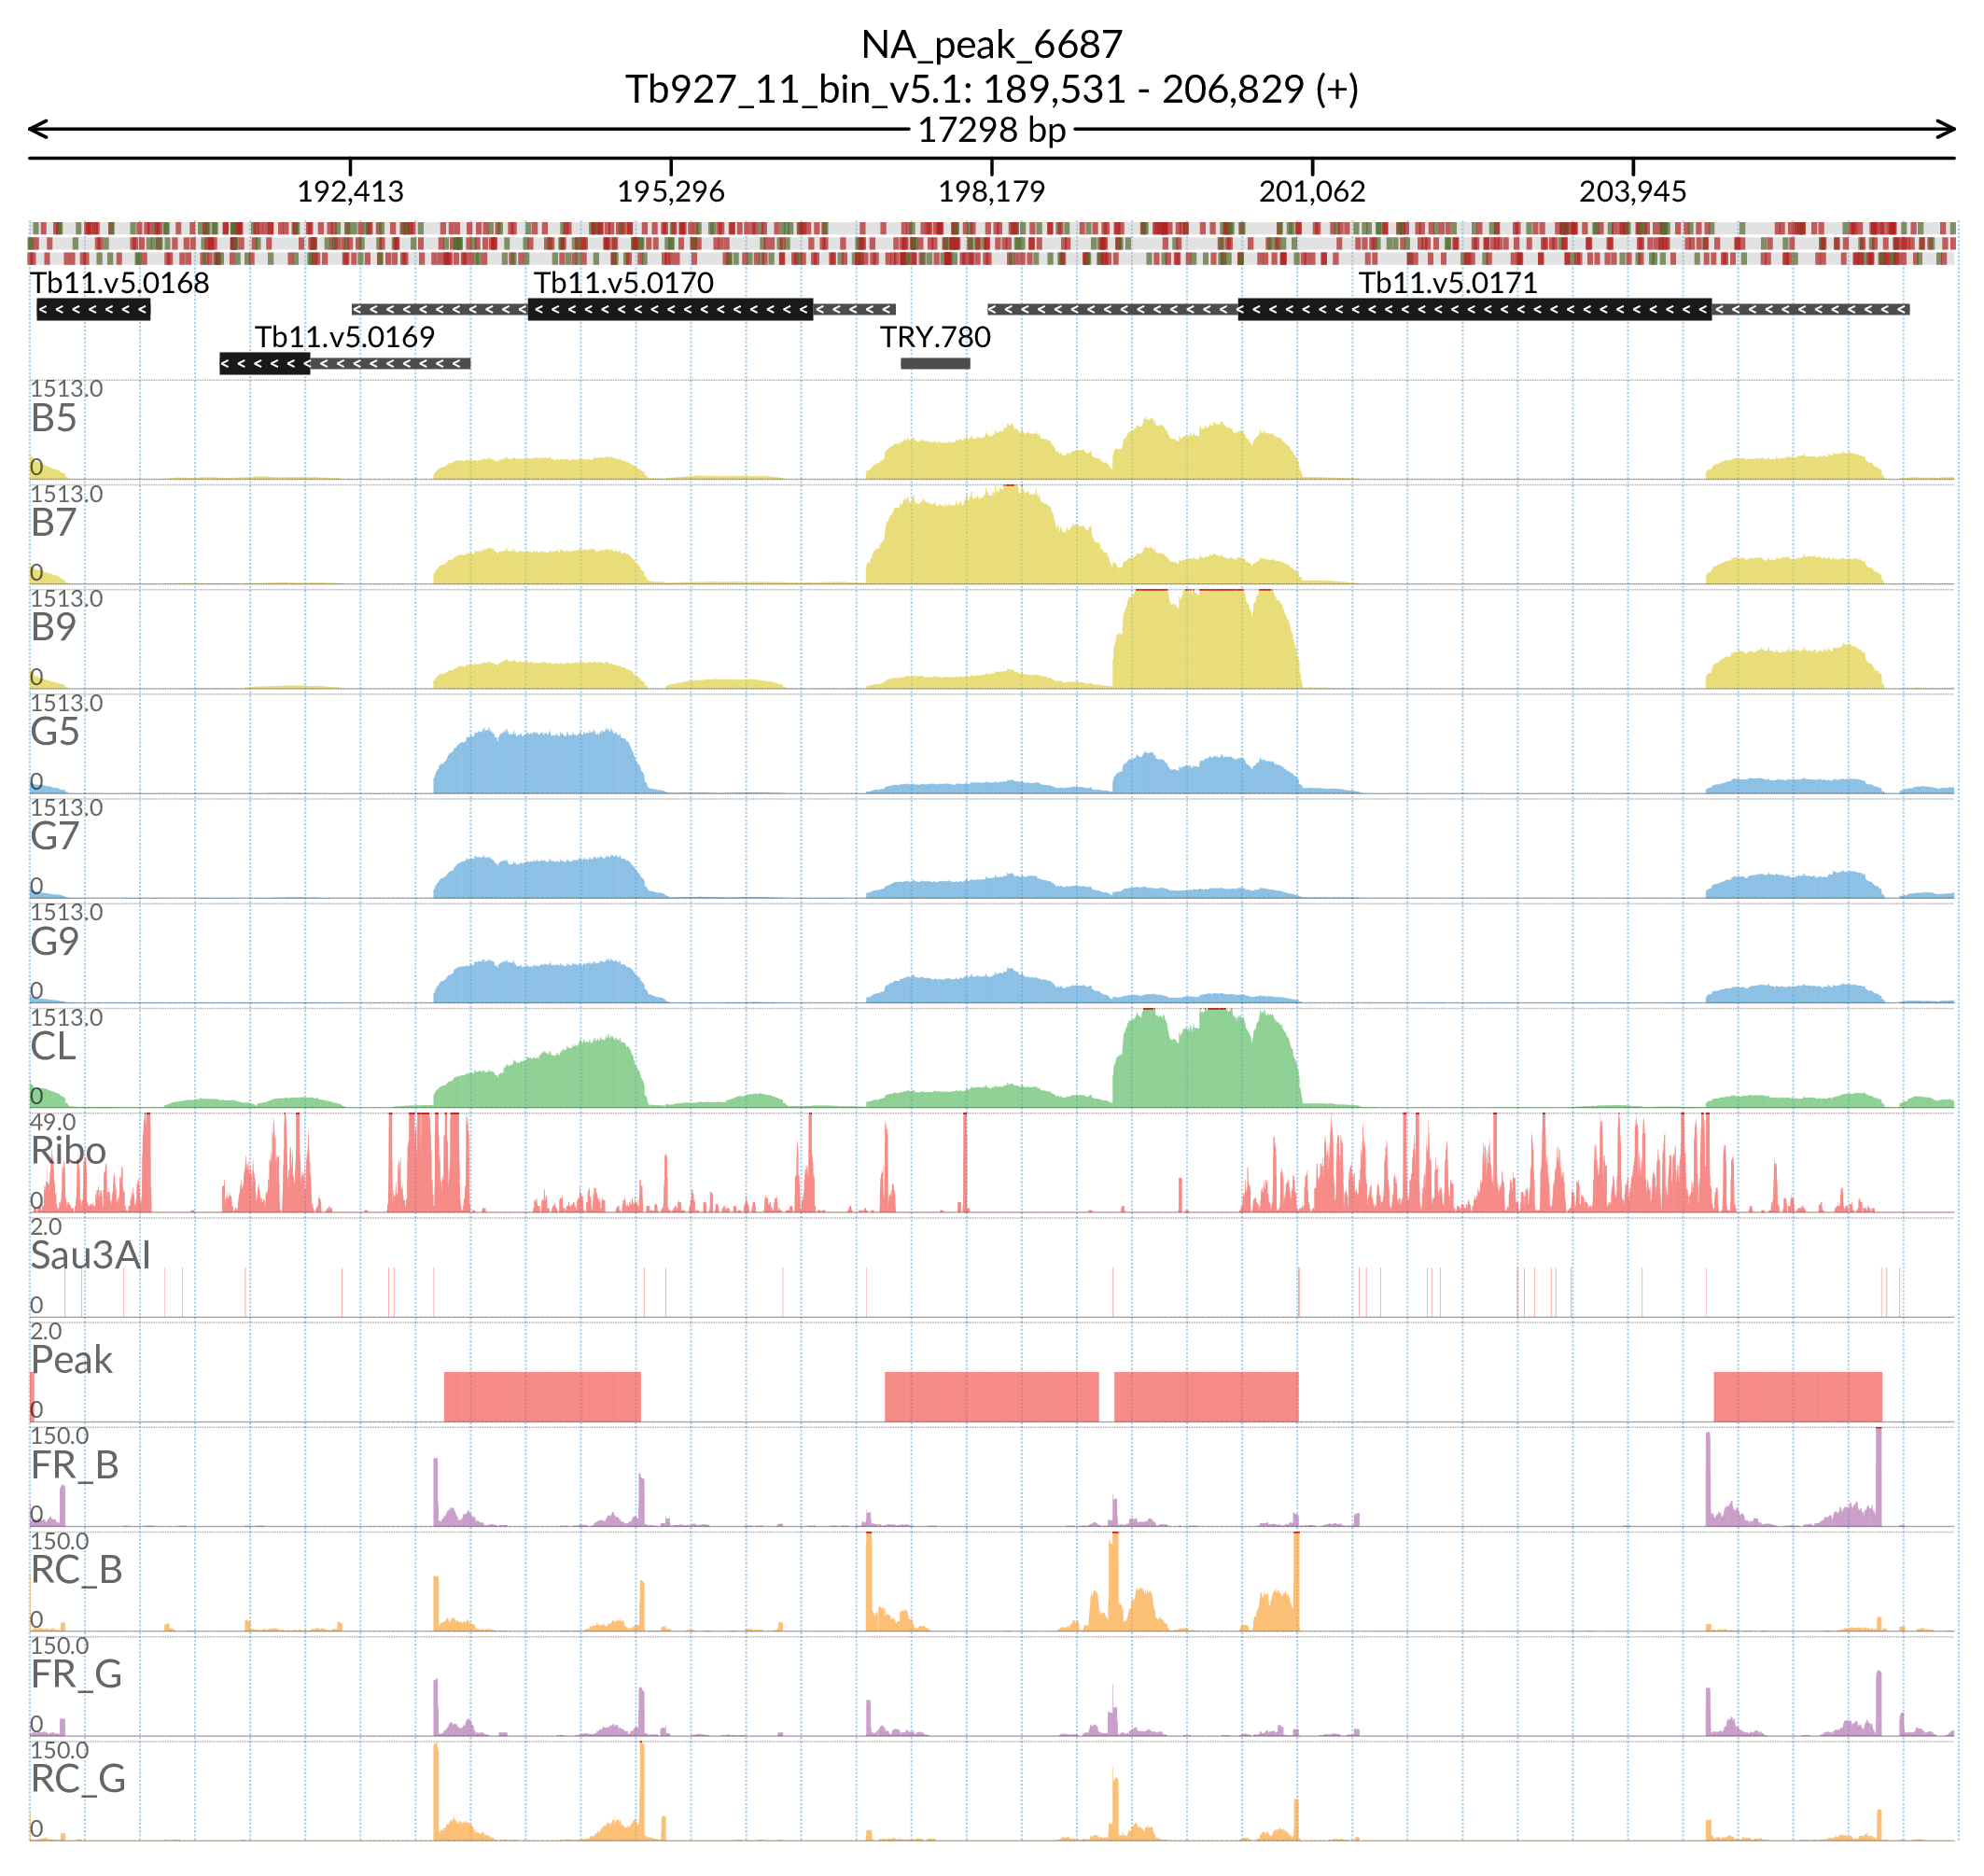 NA_peak_6687
Tb927_11_bin_v5.1: 189,531 - 206,829 (+)
17298 bp
192,413 195,296 198,179 201,062 203,945
Tb11.v5.0168 Tb11.v5.0170 Tb11.v5.0171
Tb11.v5.0169 TRY.780
1513.0
B5
0
1513.0
B7
0
1513.0
B9
0
1513.0
G5
0
1513.0
G7
0
1513.0
G9
0
1513.0
CL
0
49.0
Ribo
0
2.0
Sau3AI
0
2.0
Peak
0
150.0
FR_B
0
150.0
RC_B
0
150.0
FR_G
0
150.0
RC_G
0